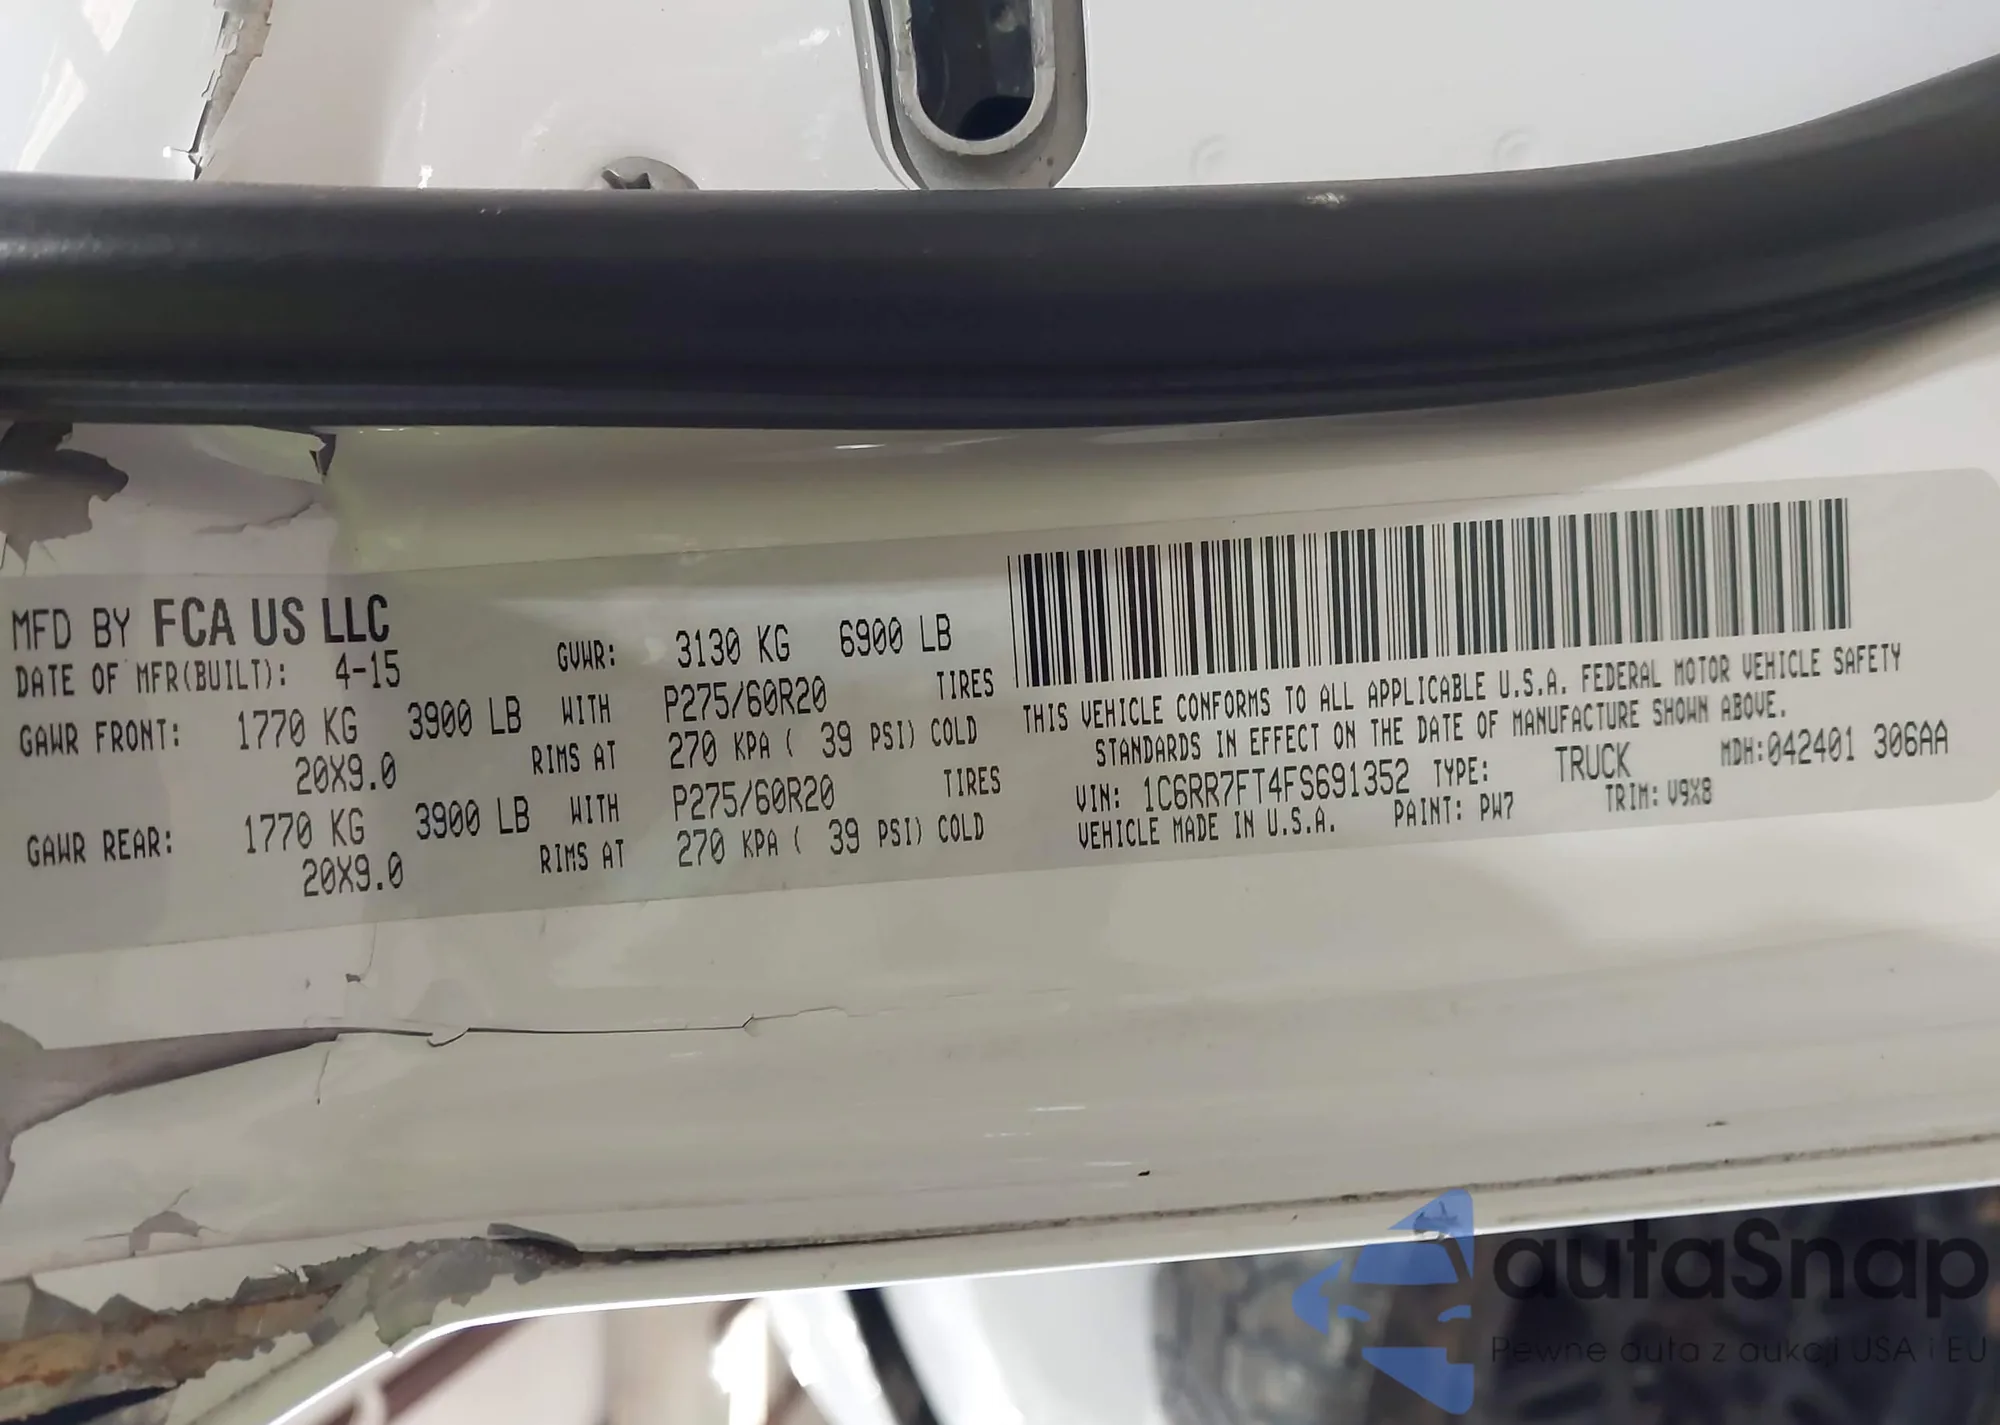 MFD BY FCA US LLC
DATE OF MFR(BUILT): 4-15 GVWR: 3130 KG 6900 LB
GAWR FRONT: 1770 KG 3900 LB WITH P275/60R20 TIRES
20X9.0 RIMS AT 270 KPA ( 39 PSI) COLD
GAWR REAR: 1770 KG 3900 LB WITH P275/60R20 TIRES
20X9.0 RIMS AT 270 KPA ( 39 PSI) COLD
THIS VEHICLE CONFORMS TO ALL APPLICABLE U.S.A. FEDERAL MOTOR VEHICLE SAFETY
STANDARDS IN EFFECT ON THE DATE OF MANUFACTURE SHOWN ABOVE.
VIN: 1C6RR7FT4FS691352 TYPE: TRUCK MDH:042401 306AA
VEHICLE MADE IN U.S.A. PAINT: PW7 TRIM: V9X8
autaSnap
Pewne auta z aukcji USA i EU